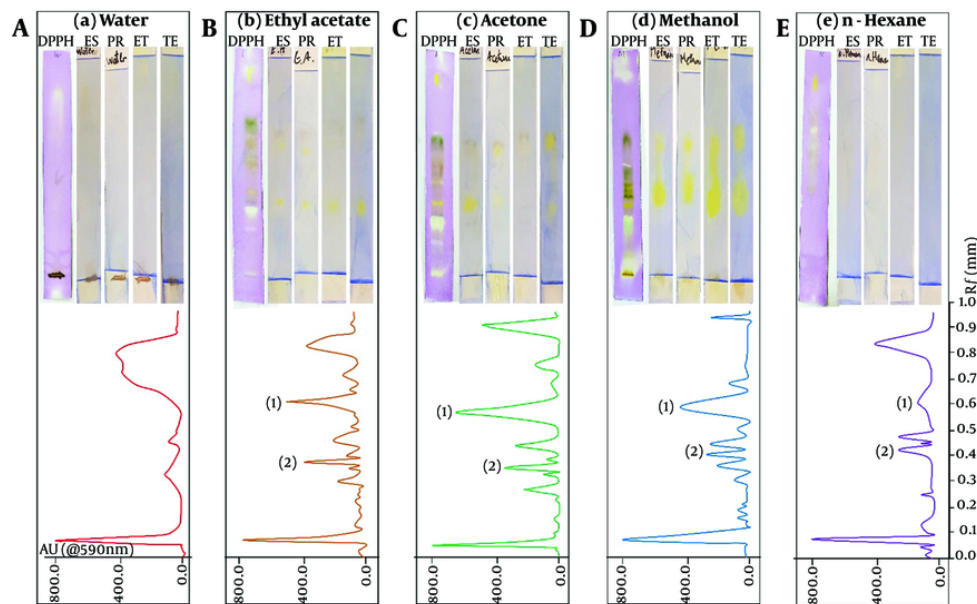 A
(a) Water
DPPH ES PR ET TE
Water
Water
AU (@590nm)
800.0 400.0 0.0
B
(b) Ethyl acetate
DPPH ES PR ET
E.A.
(1)
(2)
800.0 400.0 0.0
C
(c) Acetone
DPPH ES PR ET TE
Acetone
Acetone
(1)
(2)
800.0 400.0 0.0
D
(d) Methanol
DPPH ES PR ET TE
Methan
Methan
(1)
(2)
800.0 400.0 0.0
E
(e) n - Hexane
DPPH ES PR ET TE
n.Hexa
(1)
(2)
800.0 400.0 0.0
Rf (mm)
1.0
0.9
0.8
0.7
0.6
0.5
0.4
0.3
0.2
0.1
0.0